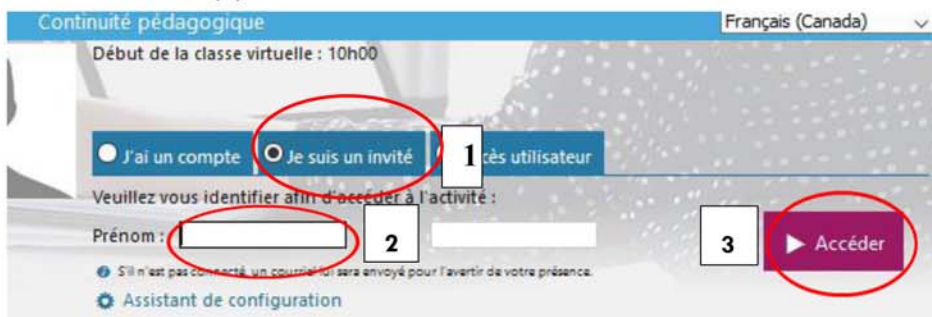 Continuité pédagogique Français (Canada)
Début de la classe virtuelle : 10h00
J'ai un compte Je suis un invité 1 cès utilisateur
Veuillez vous identifier afin d'accéder à l'activité :
Prénom : 2 3 Accéder
S'il n'est pas connecté, un courriel lui sera envoyé pour l'avertir de votre présence.
Assistant de configuration